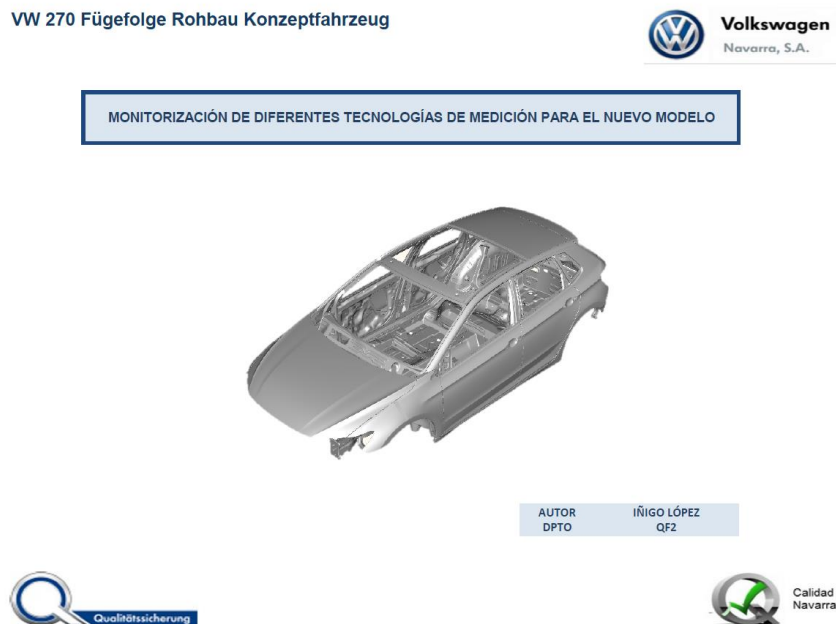 VW 270 Fügefolge Rohbau Konzeptfahrzeug
Volkswagen
Navarra, S.A.
MONITORIZACIÓN DE DIFERENTES TECNOLOGÍAS DE MEDICIÓN PARA EL NUEVO MODELO
AUTOR IÑIGO LÓPEZ
DPTO QF2
Qualitätssicherung
Calidad
Navarra